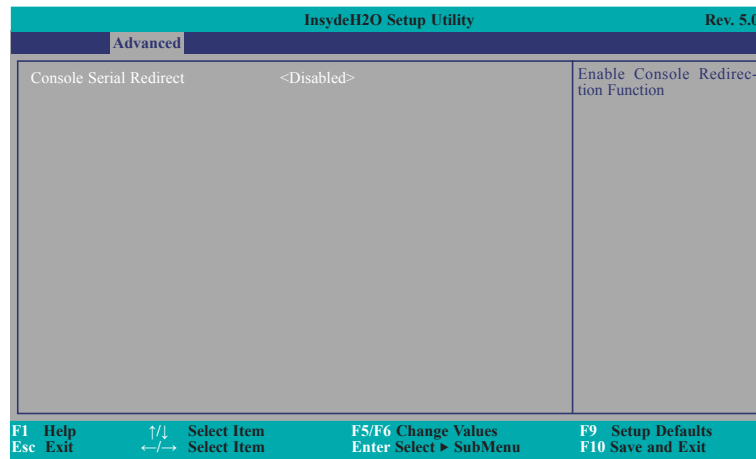 InsydeH2O Setup Utility Rev. 5.0
Advanced
Console Serial Redirect <Disabled>
Enable Console Redirec-
tion Function
F1 Help ↑/↓ Select Item F5/F6 Change Values F9 Setup Defaults
Esc Exit ←/→ Select Item Enter Select ► SubMenu F10 Save and Exit